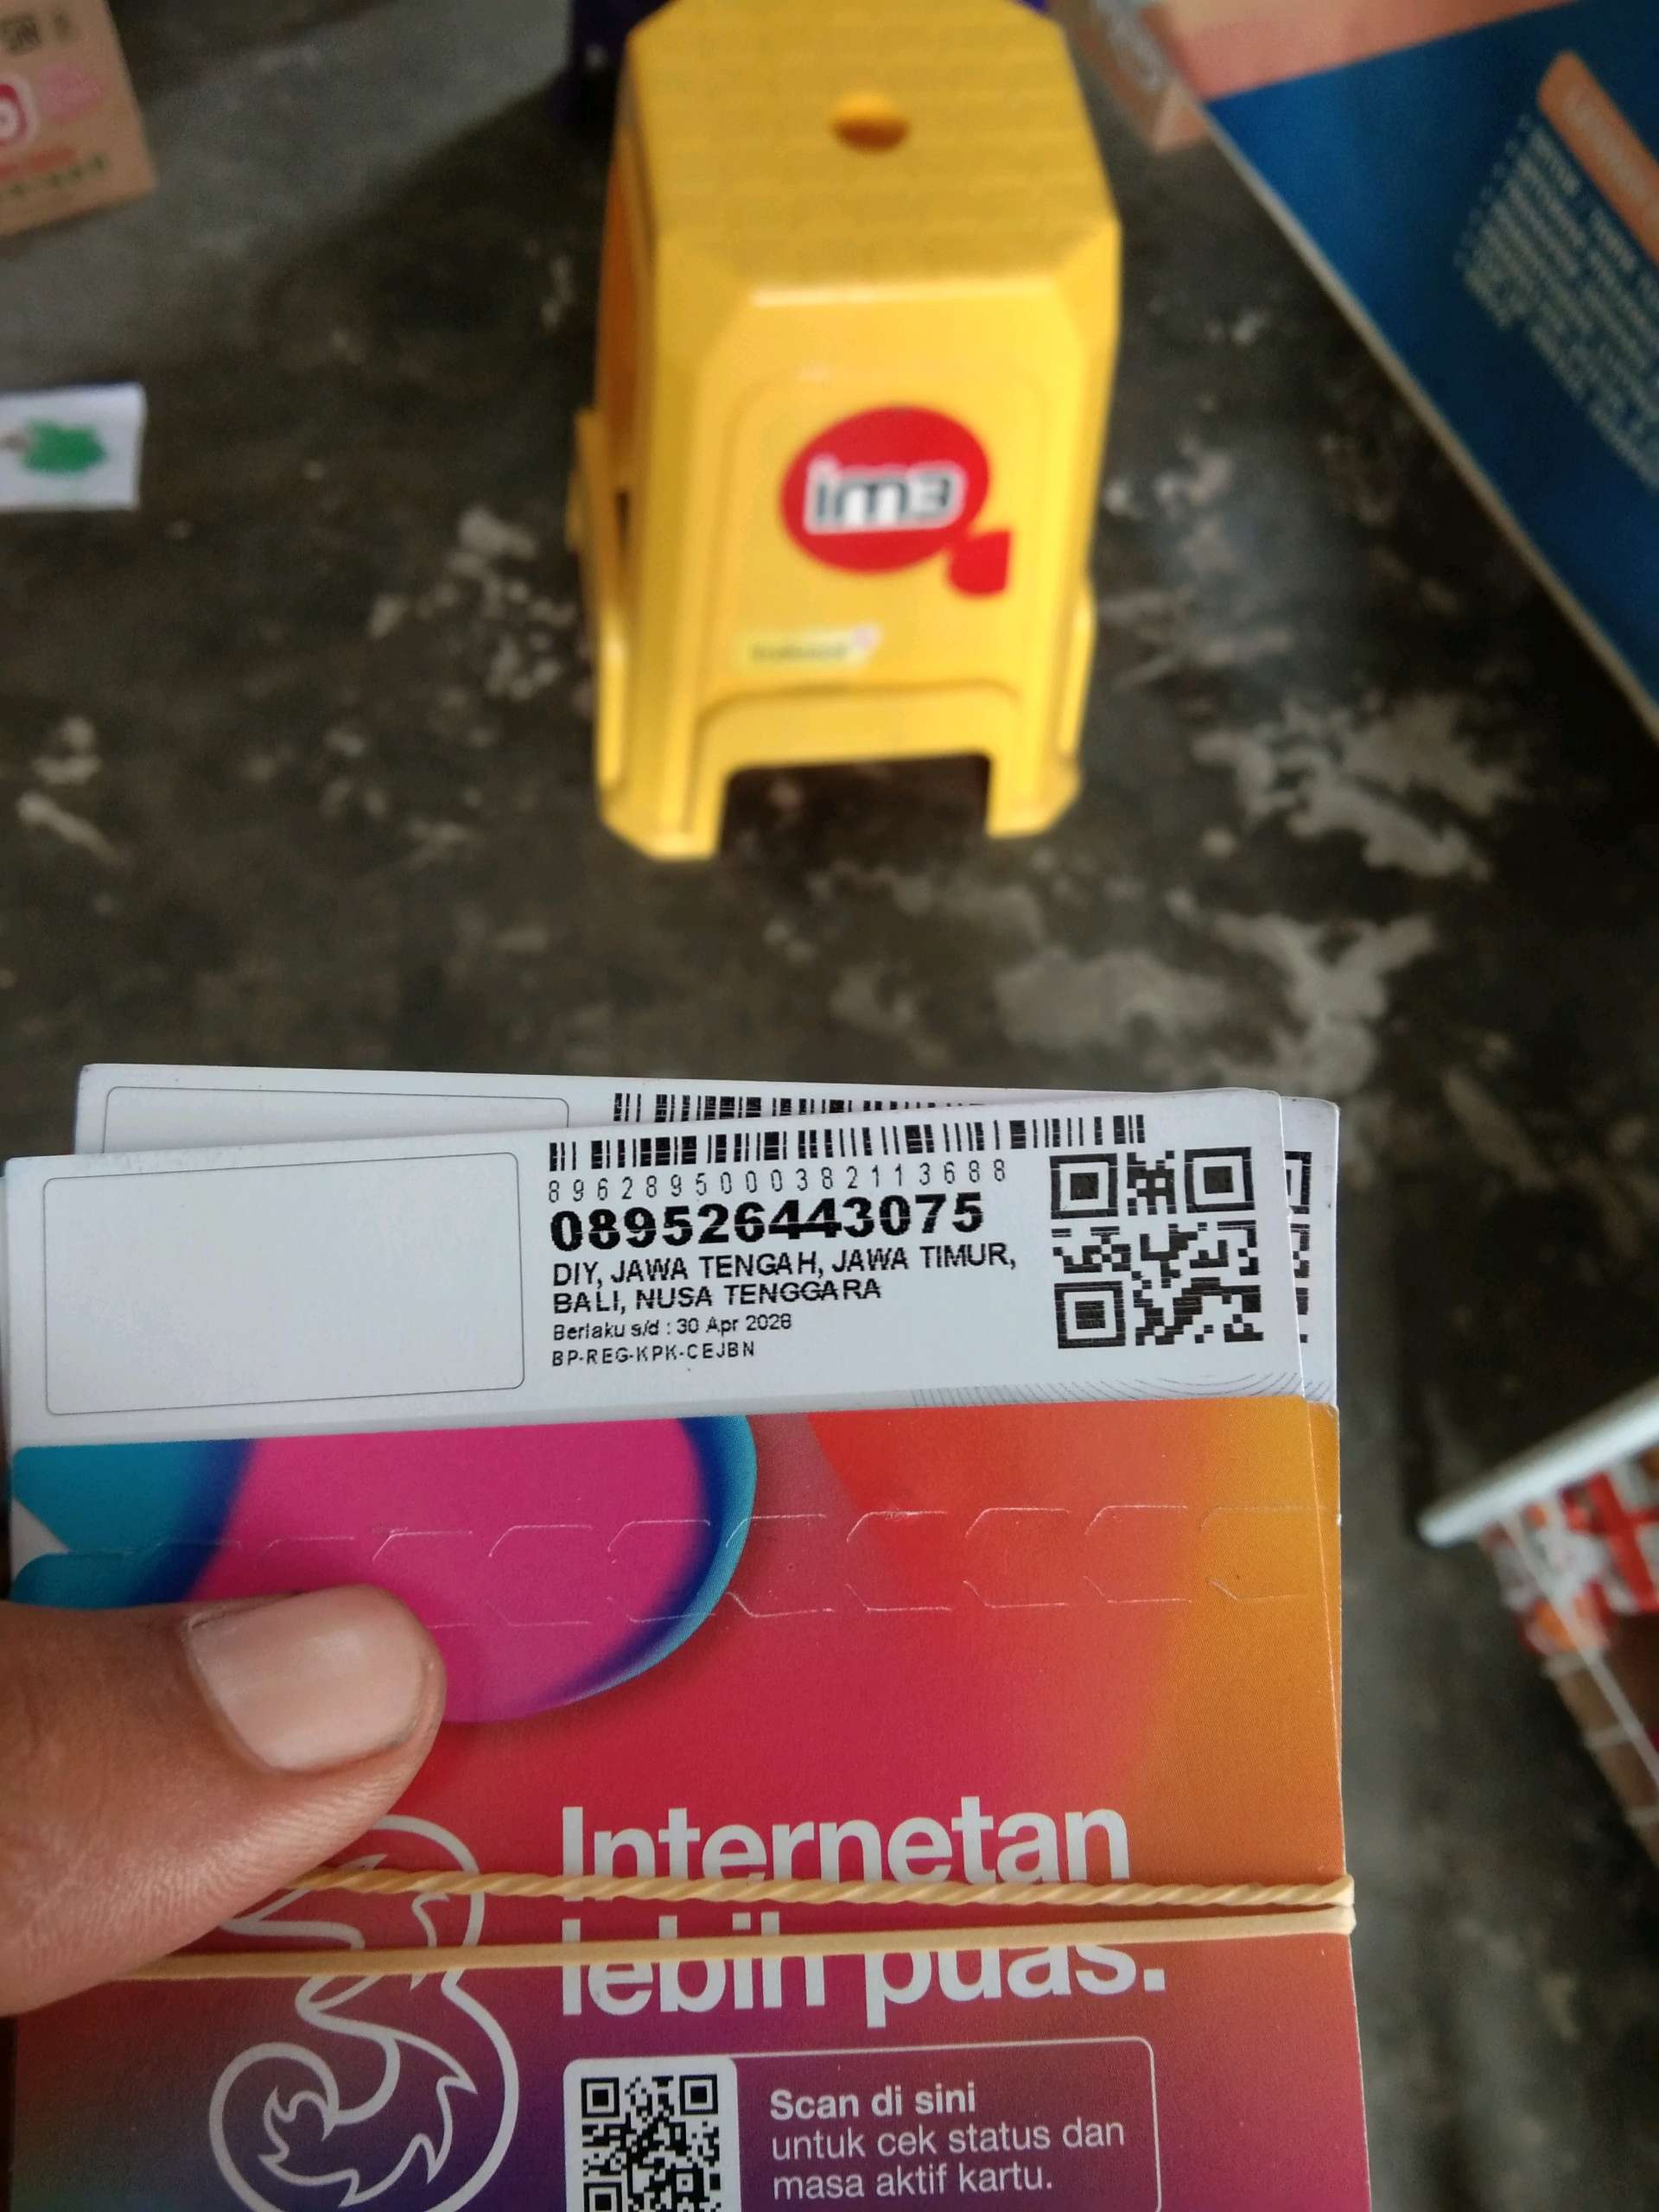 im3
8962895000382113688
089526443075
DIY, JAWA TENGAH, JAWA TIMUR,
BALI, NUSA TENGGARA
Berlaku s/d : 30 Apr 2028
BP-REG-KPK-CEJBN
Internetan
lebih puas.
Scan di sini
untuk cek status dan
masa aktif kartu.